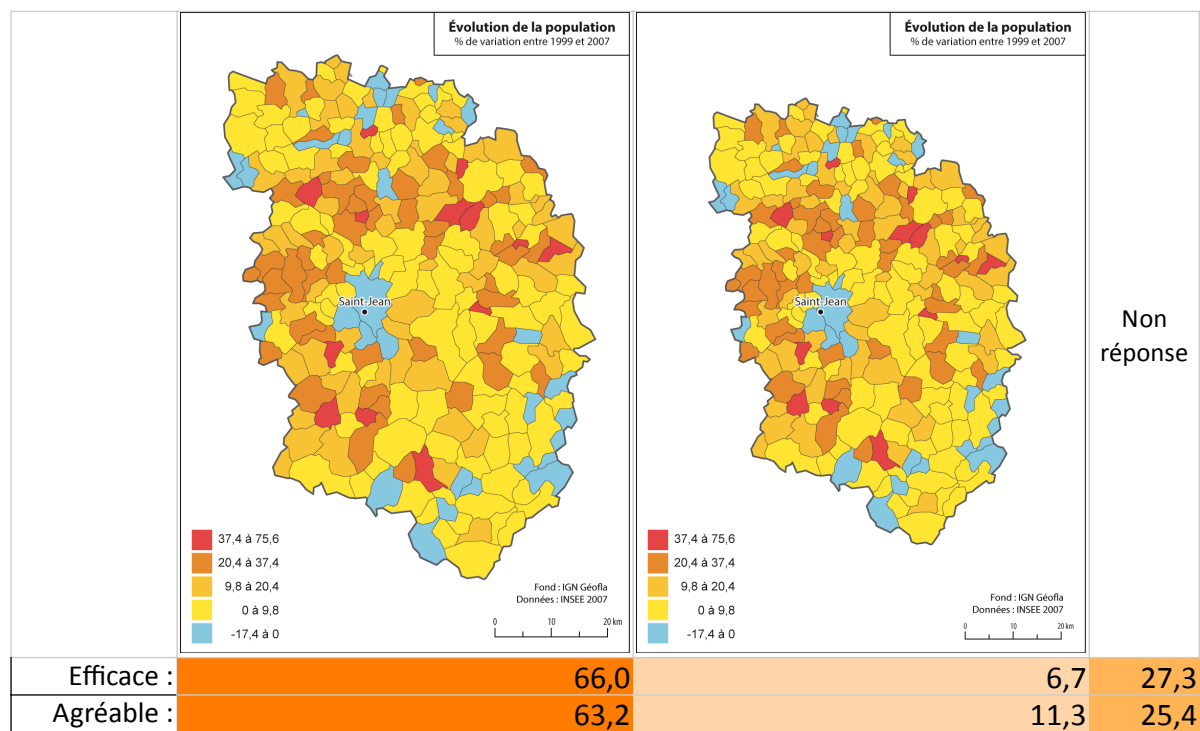 Évolution de la population
% de variation entre 1999 et 2007
Saint-Jean
37,4 à 75,6
20,4 à 37,4
9,8 à 20,4
0 à 9,8
-17,4 à 0
Fond : IGN Géofla
Données : INSEE 2007
0 10 20 km
Évolution de la population
% de variation entre 1999 et 2007
Saint-Jean
37,4 à 75,6
20,4 à 37,4
9,8 à 20,4
0 à 9,8
-17,4 à 0
Fond : IGN Géofla
Données : INSEE 2007
0 10 20 km
Non
réponse
Efficace : 66,0 6,7 27,3
Agréable : 63,2 11,3 25,4